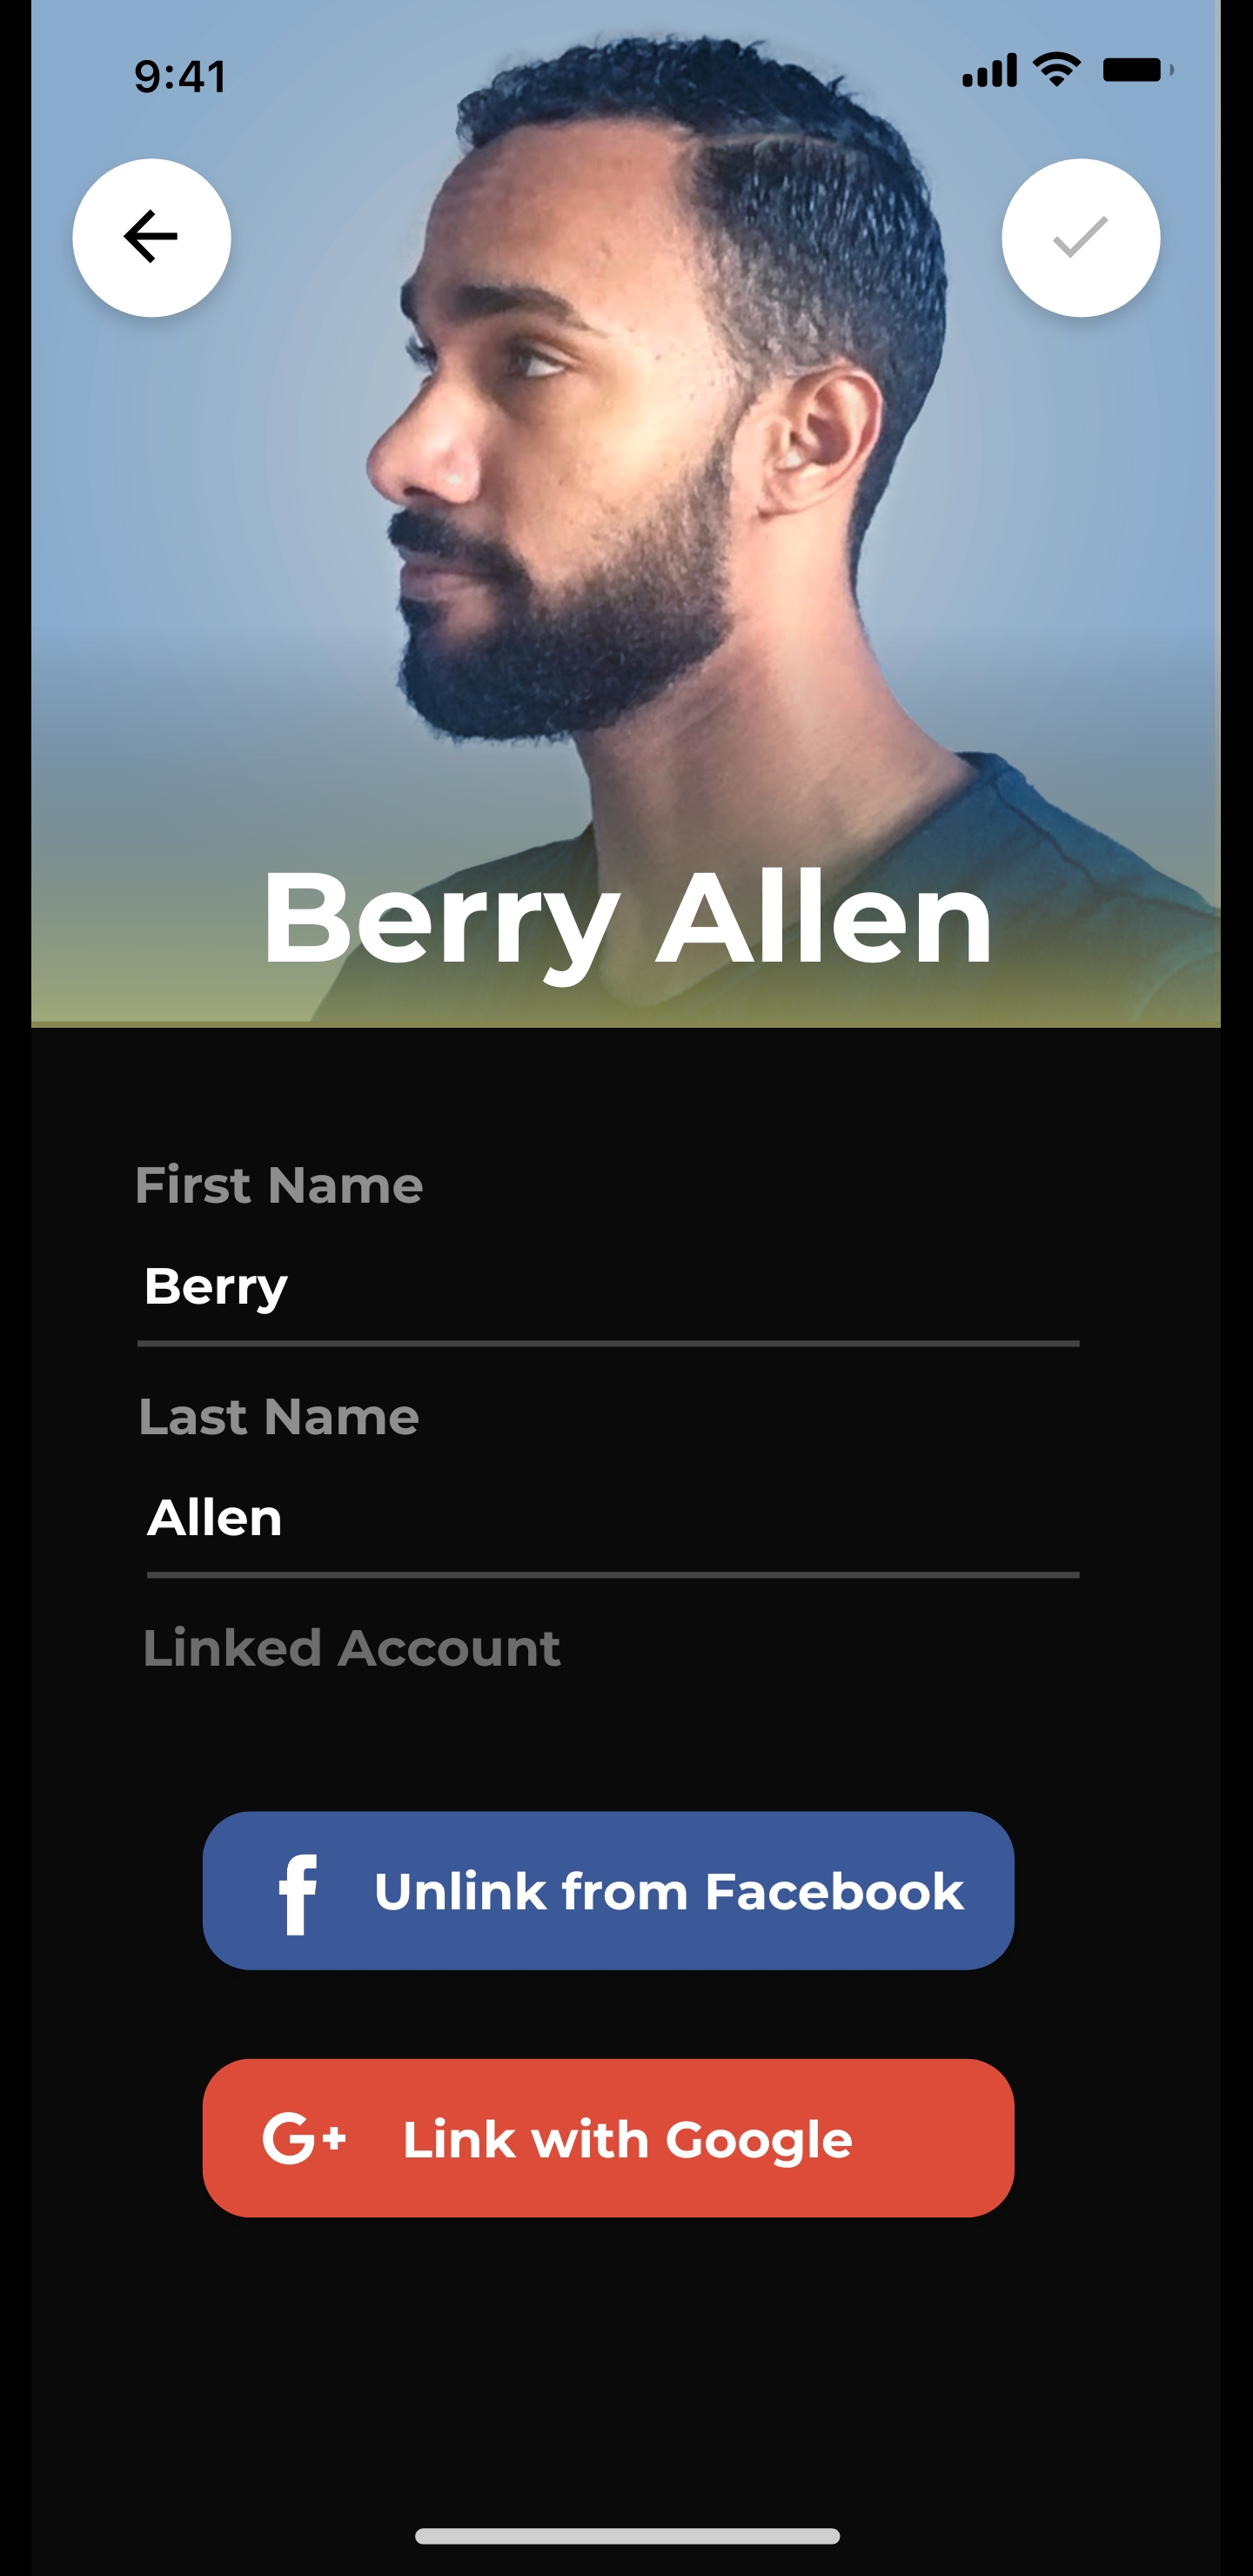 9:41
Berry Allen
First Name
Berry
Last Name
Allen
Linked Account
f Unlink from Facebook
G+ Link with Google